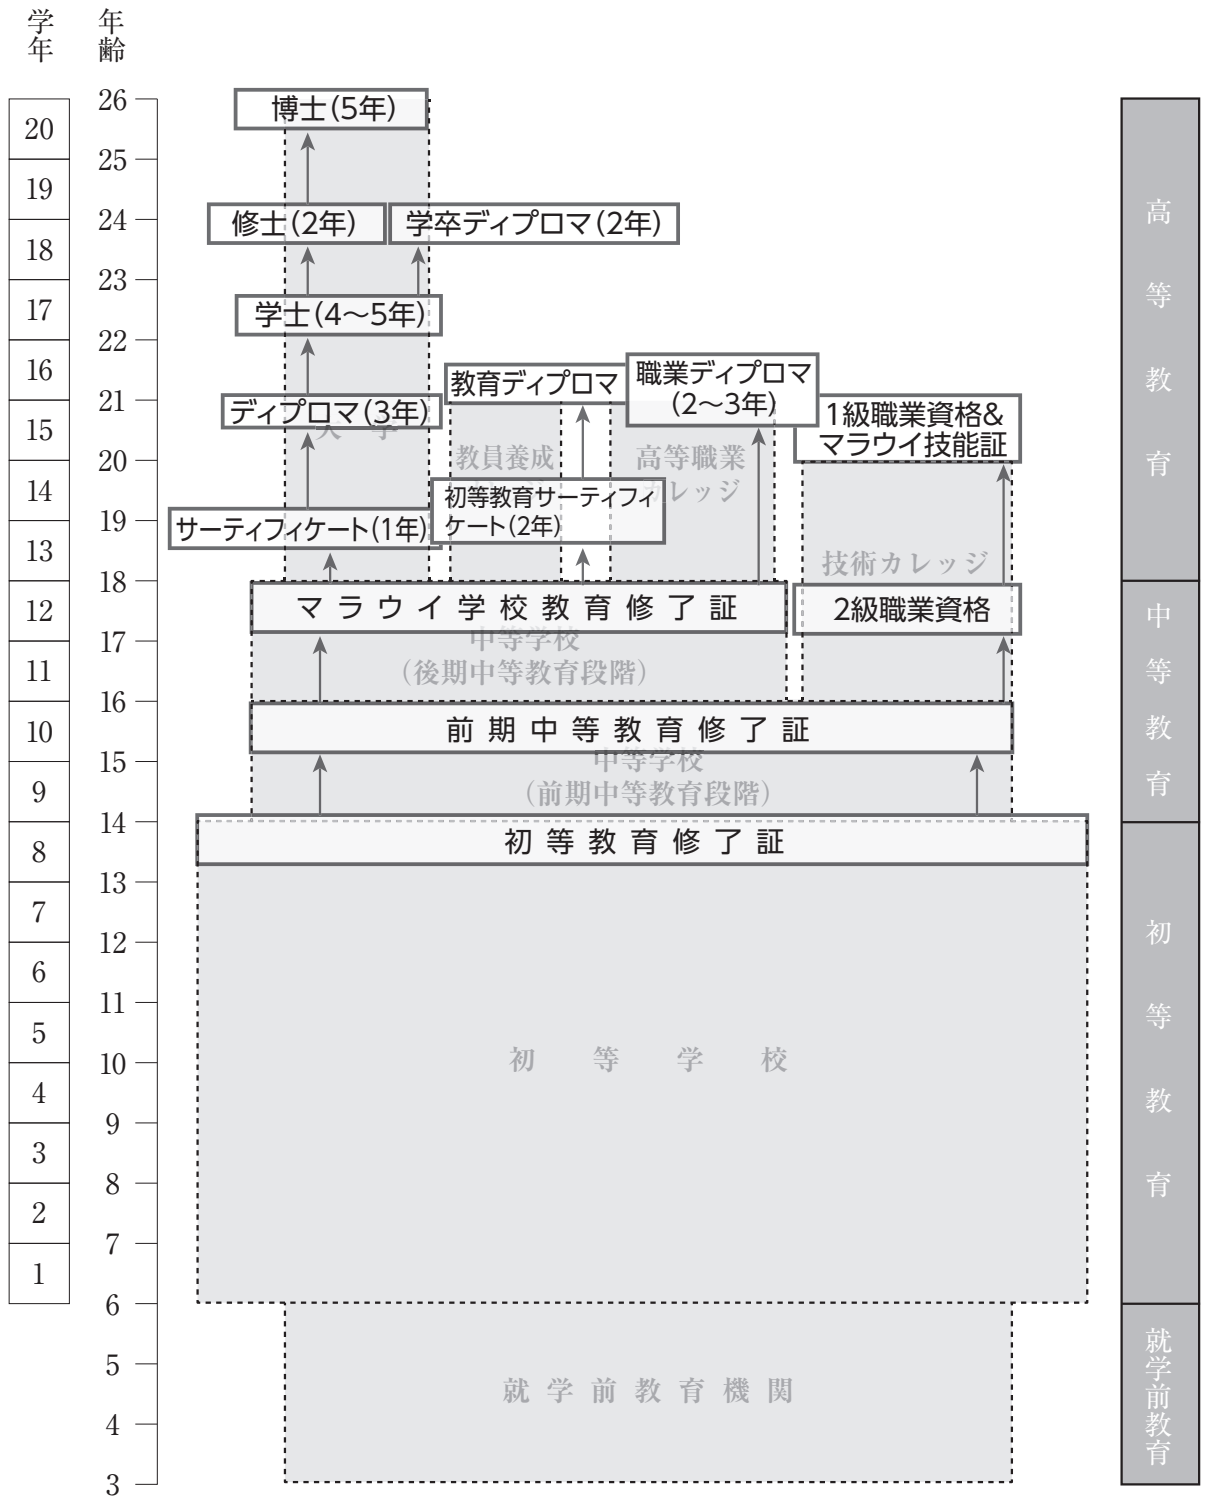 学年
年齢
26
25
24
23
22
21
20
19
18
17
16
15
14
13
12
11
10
9
8
7
6
5
4
3
20
19
18
17
16
15
14
13
12
11
10
9
8
7
6
5
4
3
2
1
博士(5年)
修士(2年)
学卒ディプロマ(2年)
学士(4〜5年)
ディプロマ(3年)
大学
サーティフィケート(1年)
教育ディプロマ
教員養成
初等教育サーティフィ
ケート(2年)
職業ディプロマ
(2〜3年)
高等職業
カレッジ
1級職業資格&
マラウイ技能証
技術カレッジ
2級職業資格
マラウイ学校教育修了証
中等学校
(後期中等教育段階)
前期中等教育修了証
中等学校
(前期中等教育段階)
初等教育修了証
初等学校
就学前教育機関
高等教育
中等教育
初等教育
就学前教育